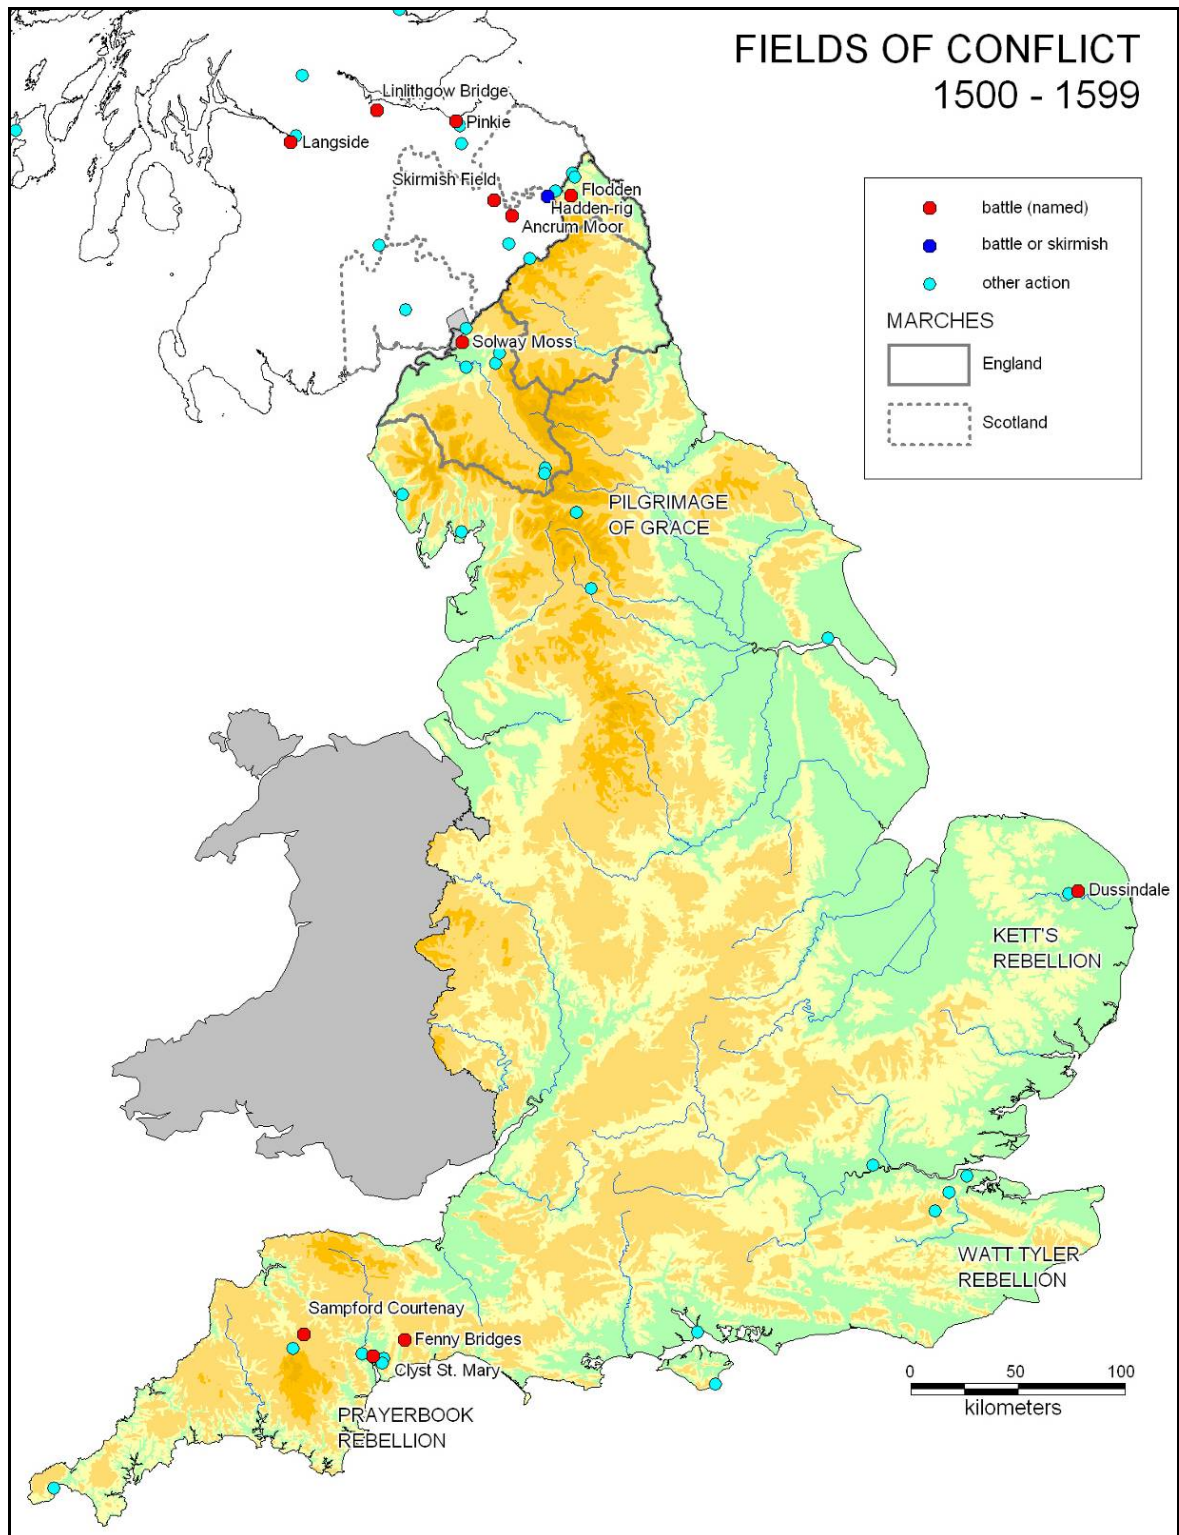 FIELDS OF CONFLICT
1500 - 1599
Linlithgow Bridge
Pinkie
Langside
Skirmish Field
Flodden
Hadden-rig
Ancrum Moor
battle (named)
battle or skirmish
other action
MARCHES
England
Scotland
Solway Moss
PILGRIMAGE
OF GRACE
Dussindale
KETT'S
REBELLION
WATT TYLER
REBELLION
Sampford Courtenay
Fenny Bridges
Clyst St. Mary
PRAYERBOOK
REBELLION
0 50 100
kilometers